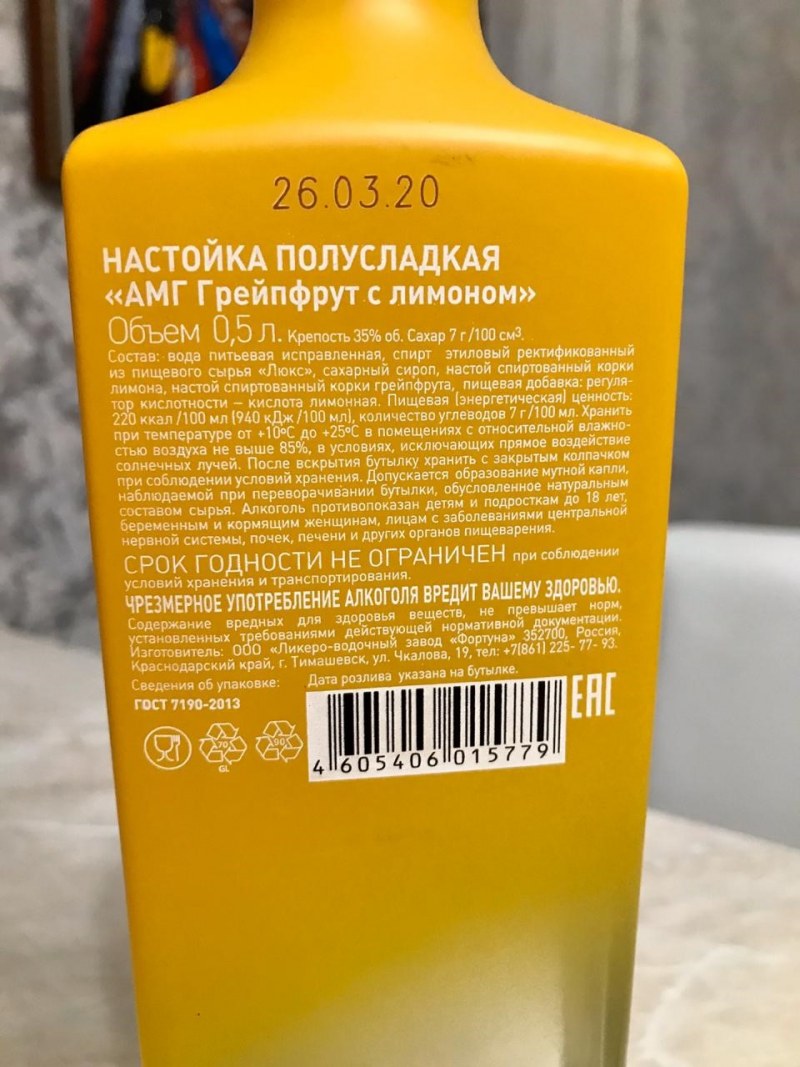 26.03.20
НАСТОЙКА ПОЛУСЛАДКАЯ
«АМГ Грейпфрут с лимоном»
Объем 0,5 л. Крепость 35% об. Сахар 7 г/100 см³.
Состав: вода питьевая исправленная, спирт этиловый ректификованный
из пищевого сырья «Люкс», сахарный сироп, настой спиртованный корки
лимона, настой спиртованный корки грейпфрута, пищевая добавка: регуля-
тор кислотности – кислота лимонная. Пищевая (энергетическая) ценность:
220 ккал/100 мл (940 кДж/100 мл), количество углеводов 7 г/100 мл. Хранить
при температуре от +10ºС до +25ºС в помещениях с относительной влажно-
стью воздуха не выше 85%, в условиях, исключающих прямое воздействие
солнечных лучей. После вскрытия бутылку хранить с закрытым колпачком
при соблюдении условий хранения. Допускается образование мутной капли,
наблюдаемой при переворачивании бутылки, обусловленное натуральным
составом сырья. Алкоголь противопоказан детям и подросткам до 18 лет,
беременным и кормящим женщинам, лицам с заболеваниями центральной
нервной системы, почек, печени и других органов пищеварения.
СРОК ГОДНОСТИ НЕ ОГРАНИЧЕН при соблюдении
условий хранения и транспортирования.
ЧРЕЗМЕРНОЕ УПОТРЕБЛЕНИЕ АЛКОГОЛЯ ВРЕДИТ ВАШЕМУ ЗДОРОВЬЮ.
Содержание вредных для здоровья веществ, не превышает норм,
установленных требованиями действующей нормативной документации.
Изготовитель: ООО «Ликеро-водочный завод «Фортуна» 352700, Россия,
Краснодарский край, г. Тимашевск, ул. Чкалова, 19, тел: +7(861) 225- 77- 93.
Сведения об упаковке: Дата розлива указана на бутылке.
ГОСТ 7190-2013
EAC
70
GL
90
4 605406 015779